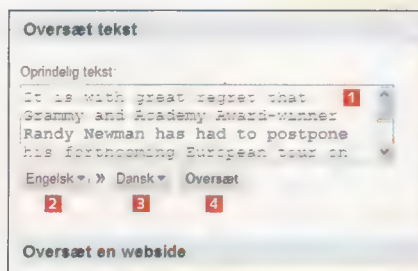 Oversæt tekst
Oprindelig tekst:
It is with great regret that 1
Grammy and Academy Award-winner
Randy Newman has had to postpone
his forthcoming European tour on
Engelsk » Dansk Oversæt
2 3 4
Oversæt en webside